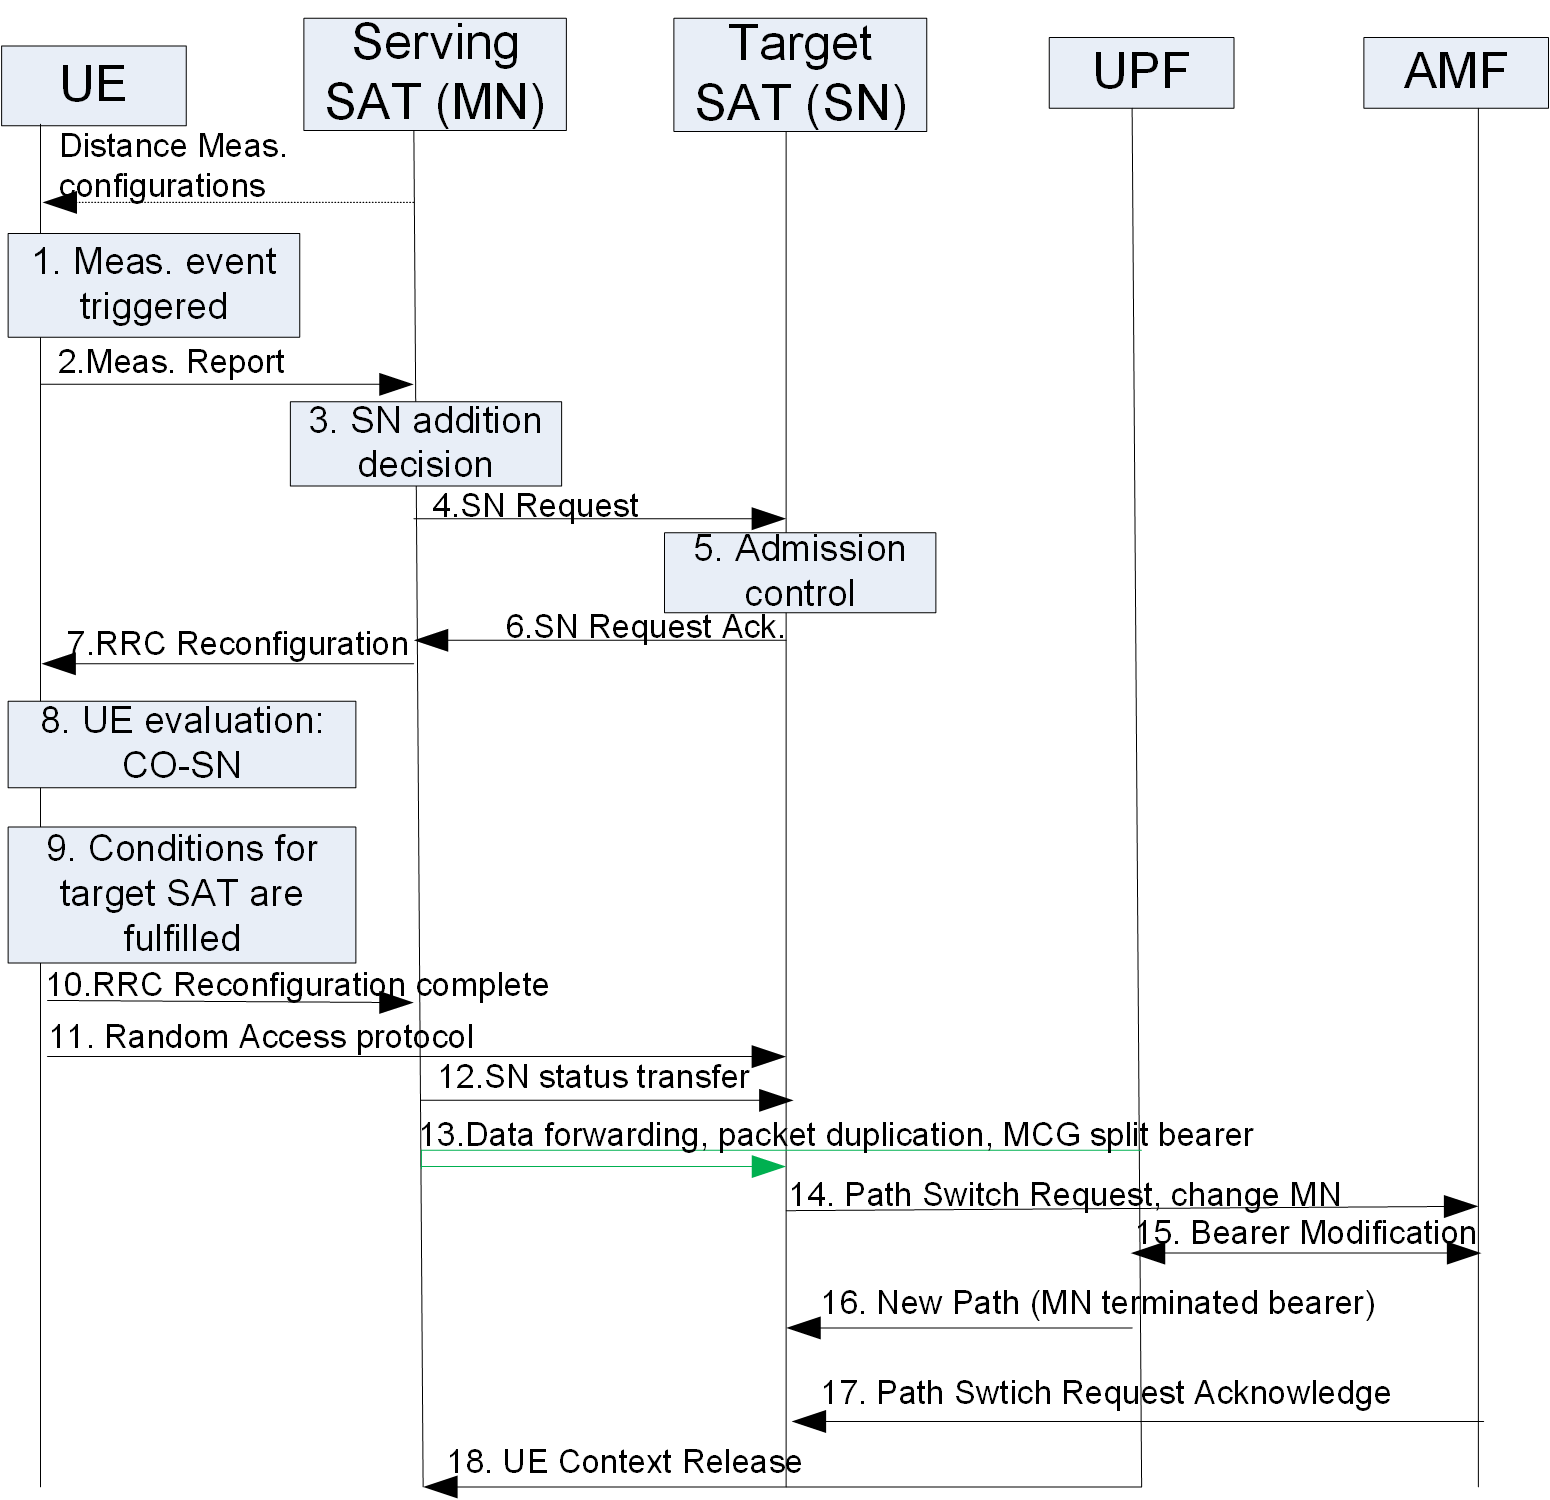 UE
Serving
SAT (MN)
Target
SAT (SN)
UPF
AMF
Distance Meas.
configurations
1. Meas. event
triggered
2.Meas. Report
3. SN addition
decision
4.SN Request
5. Admission
control
6.SN Request Ack.
7.RRC Reconfiguration
8. UE evaluation:
CO-SN
9. Conditions for
target SAT are
fulfilled
10.RRC Reconfiguration complete
11. Random Access protocol
12.SN status transfer
13.Data forwarding, packet duplication, MCG split bearer
14. Path Switch Request, change MN
15. Bearer Modification
16. New Path (MN terminated bearer)
17. Path Swtich Request Acknowledge
18. UE Context Release